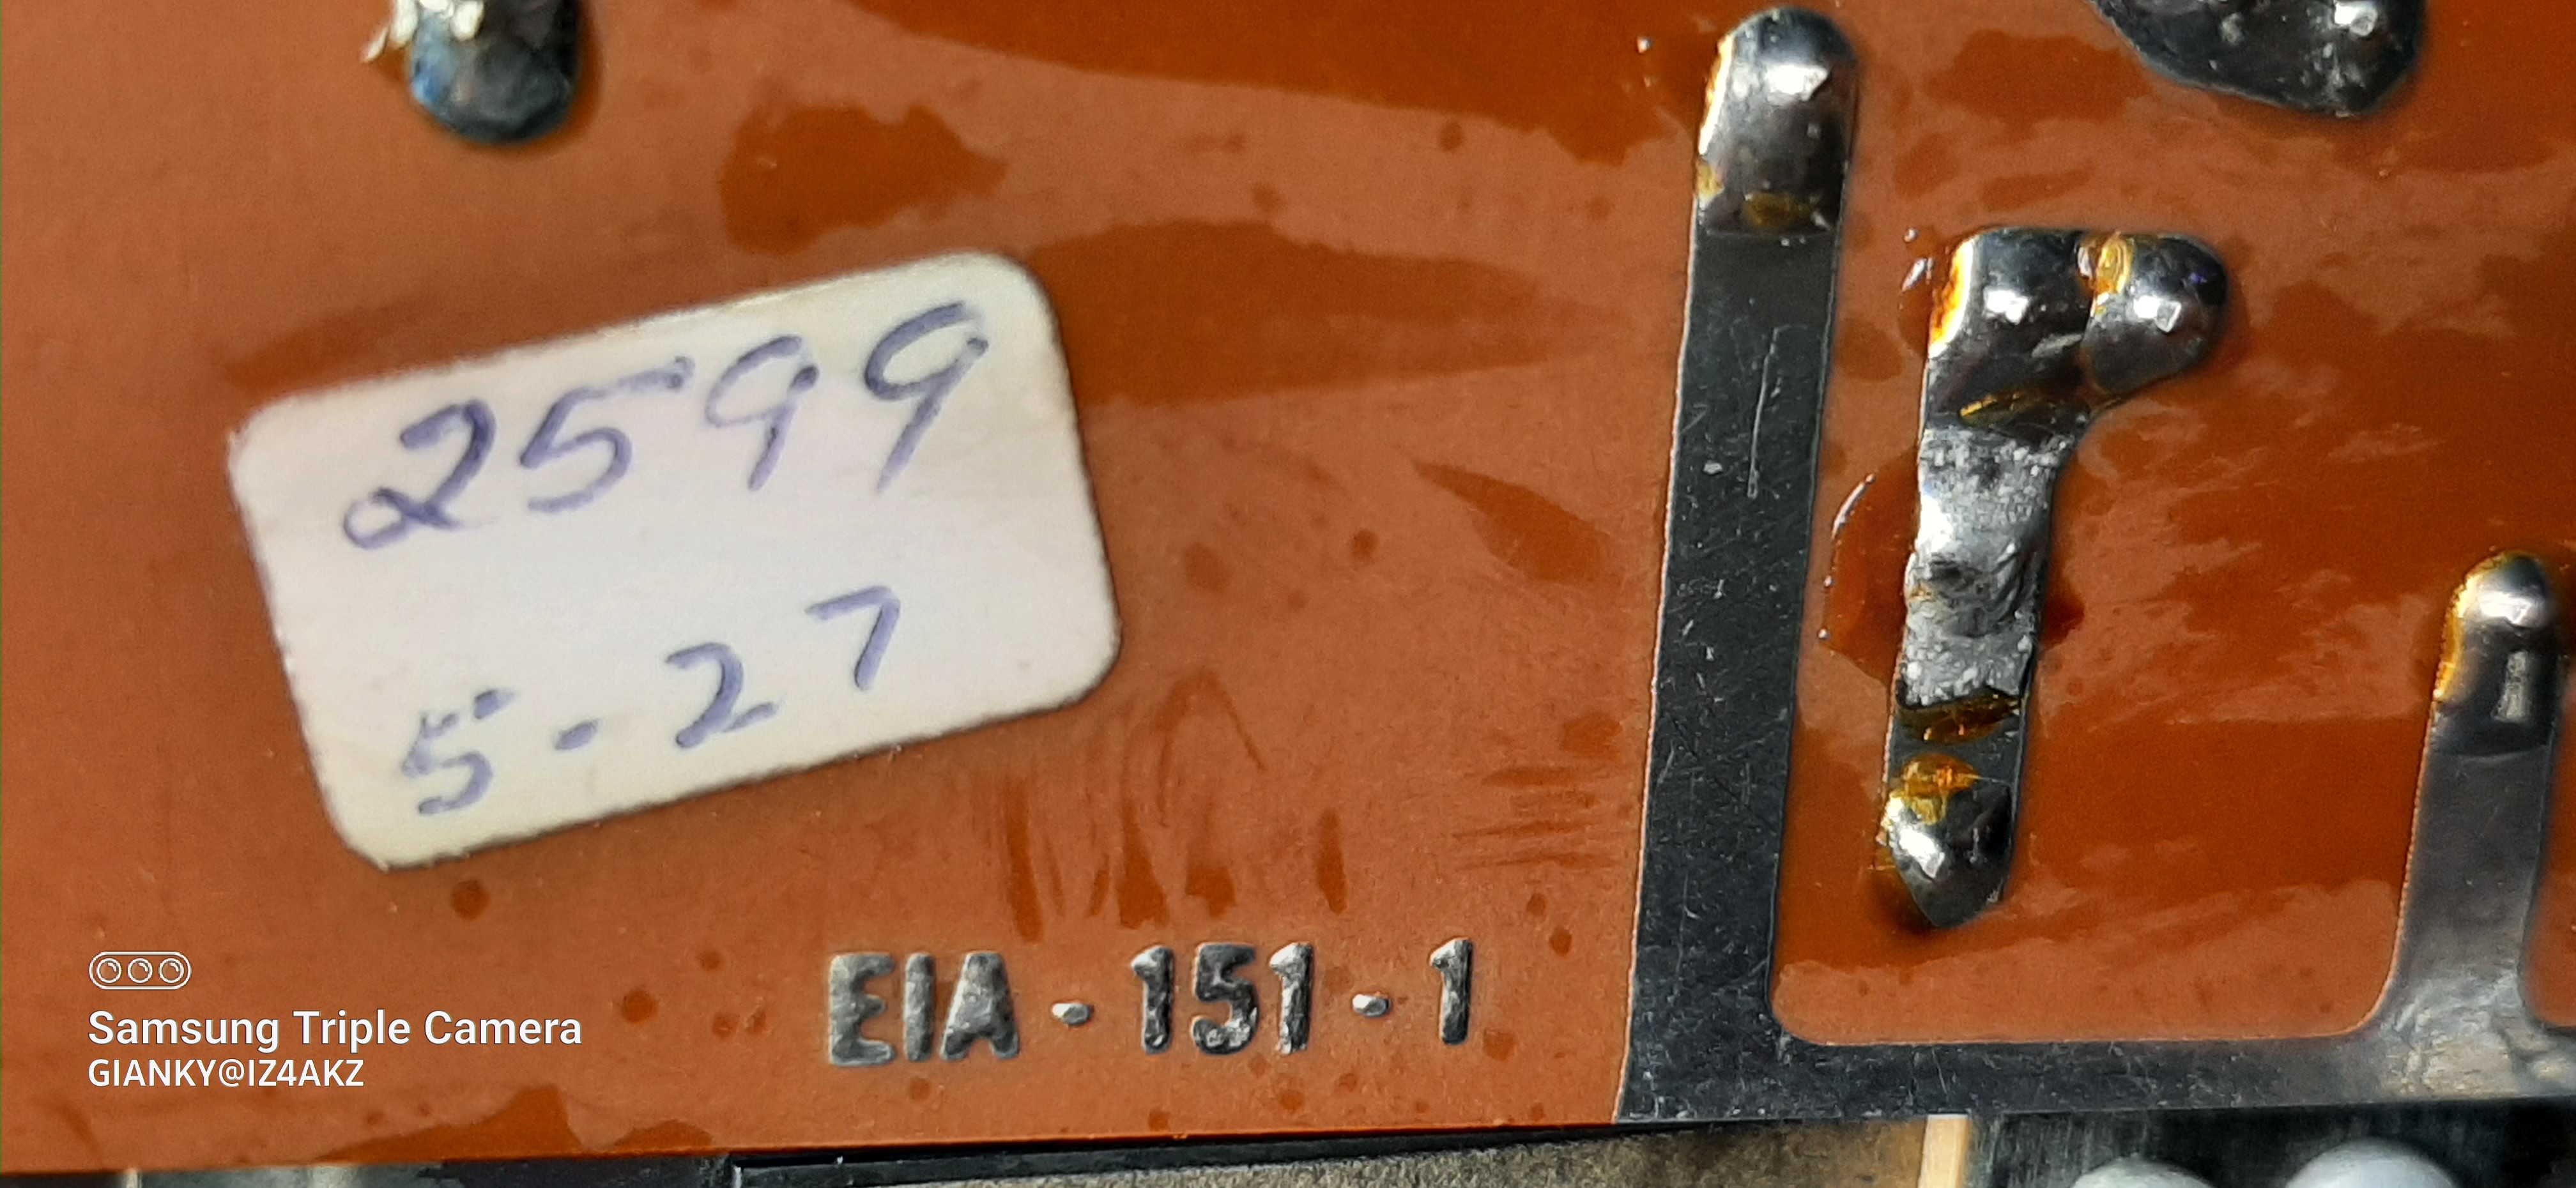 2599
5-27
EIA-151-1
Samsung Triple Camera
GIANKY@IZ4AKZ